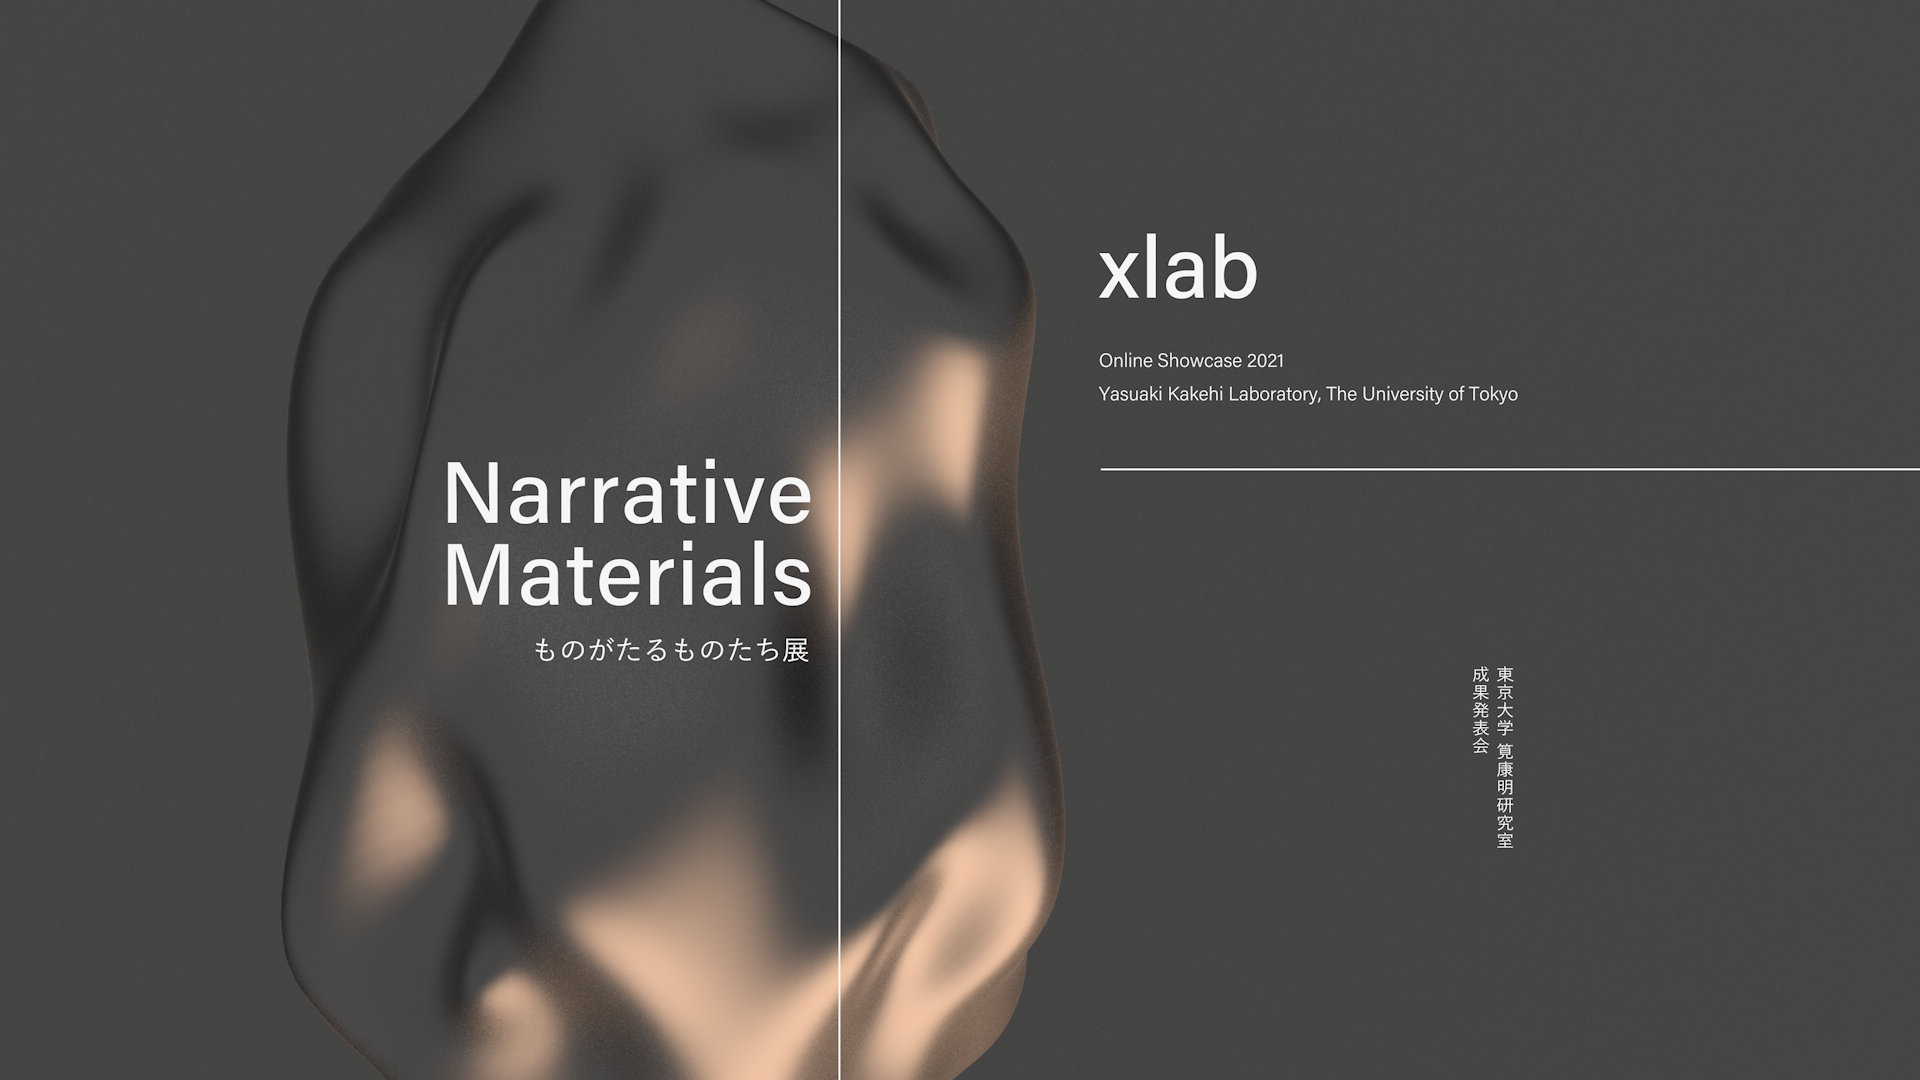 Narrative
Materials
ものがたるものたち展
xlab
Online Showcase 2021
Yasuaki Kakehi Laboratory, The University of Tokyo
東京大学 筧康明研究室
成果発表会